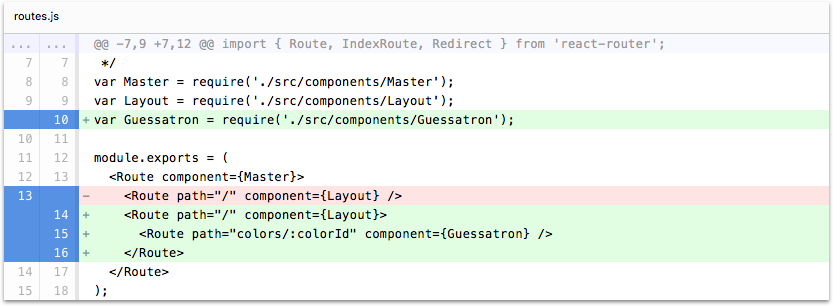 routes.js
... ... @@ -7,9 +7,12 @@ import { Route, IndexRoute, Redirect } from 'react-router';
7 7  */
8 8 var Master = require('./src/components/Master');
9 9 var Layout = require('./src/components/Layout');
10 + var Guessatron = require('./src/components/Guessatron');
10 11
11 12 module.exports = (
12 13   <Route component={Master}>
13 -     <Route path="/" component={Layout} />
14 +     <Route path="/" component={Layout}>
15 +       <Route path="colors/:colorId" component={Guessatron} />
16 +     </Route>
14 17   </Route>
15 18 );